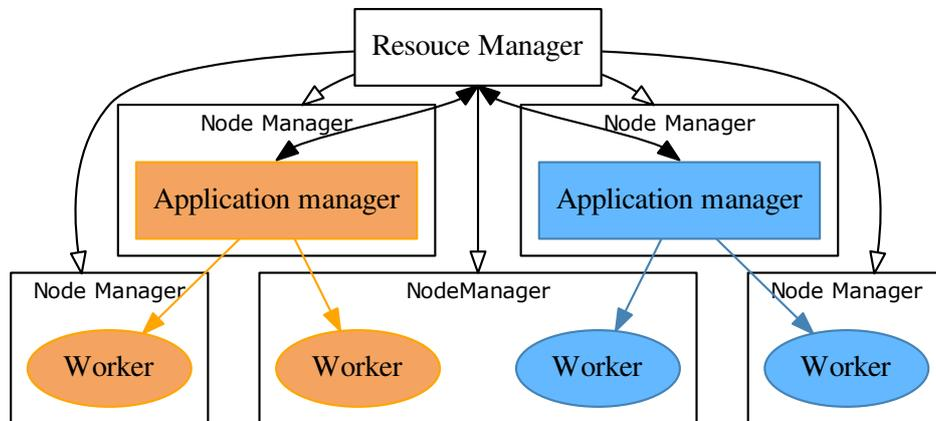 Resouce Manager
Node Manager
Node Manager
Application manager
Application manager
Node Manager
NodeManager
Node Manager
Worker
Worker
Worker
Worker